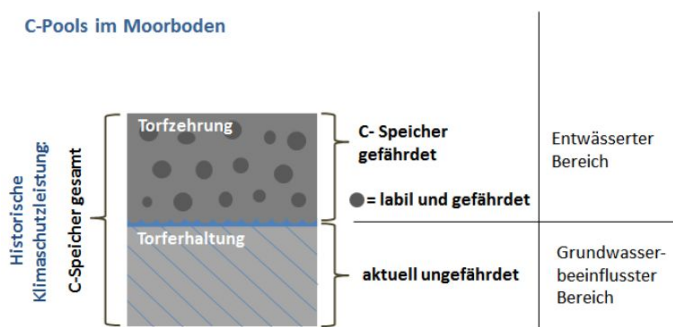 C-Pools im Moorboden
Historische
Klimaschutzleistung:
C-Speicher gesamt
Torfzehrung
Torferhaltung
C- Speicher
gefährdet
= labil und gefährdet
aktuell ungefährdet
Entwässerter
Bereich
Grundwasser-
beeinflusster
Bereich